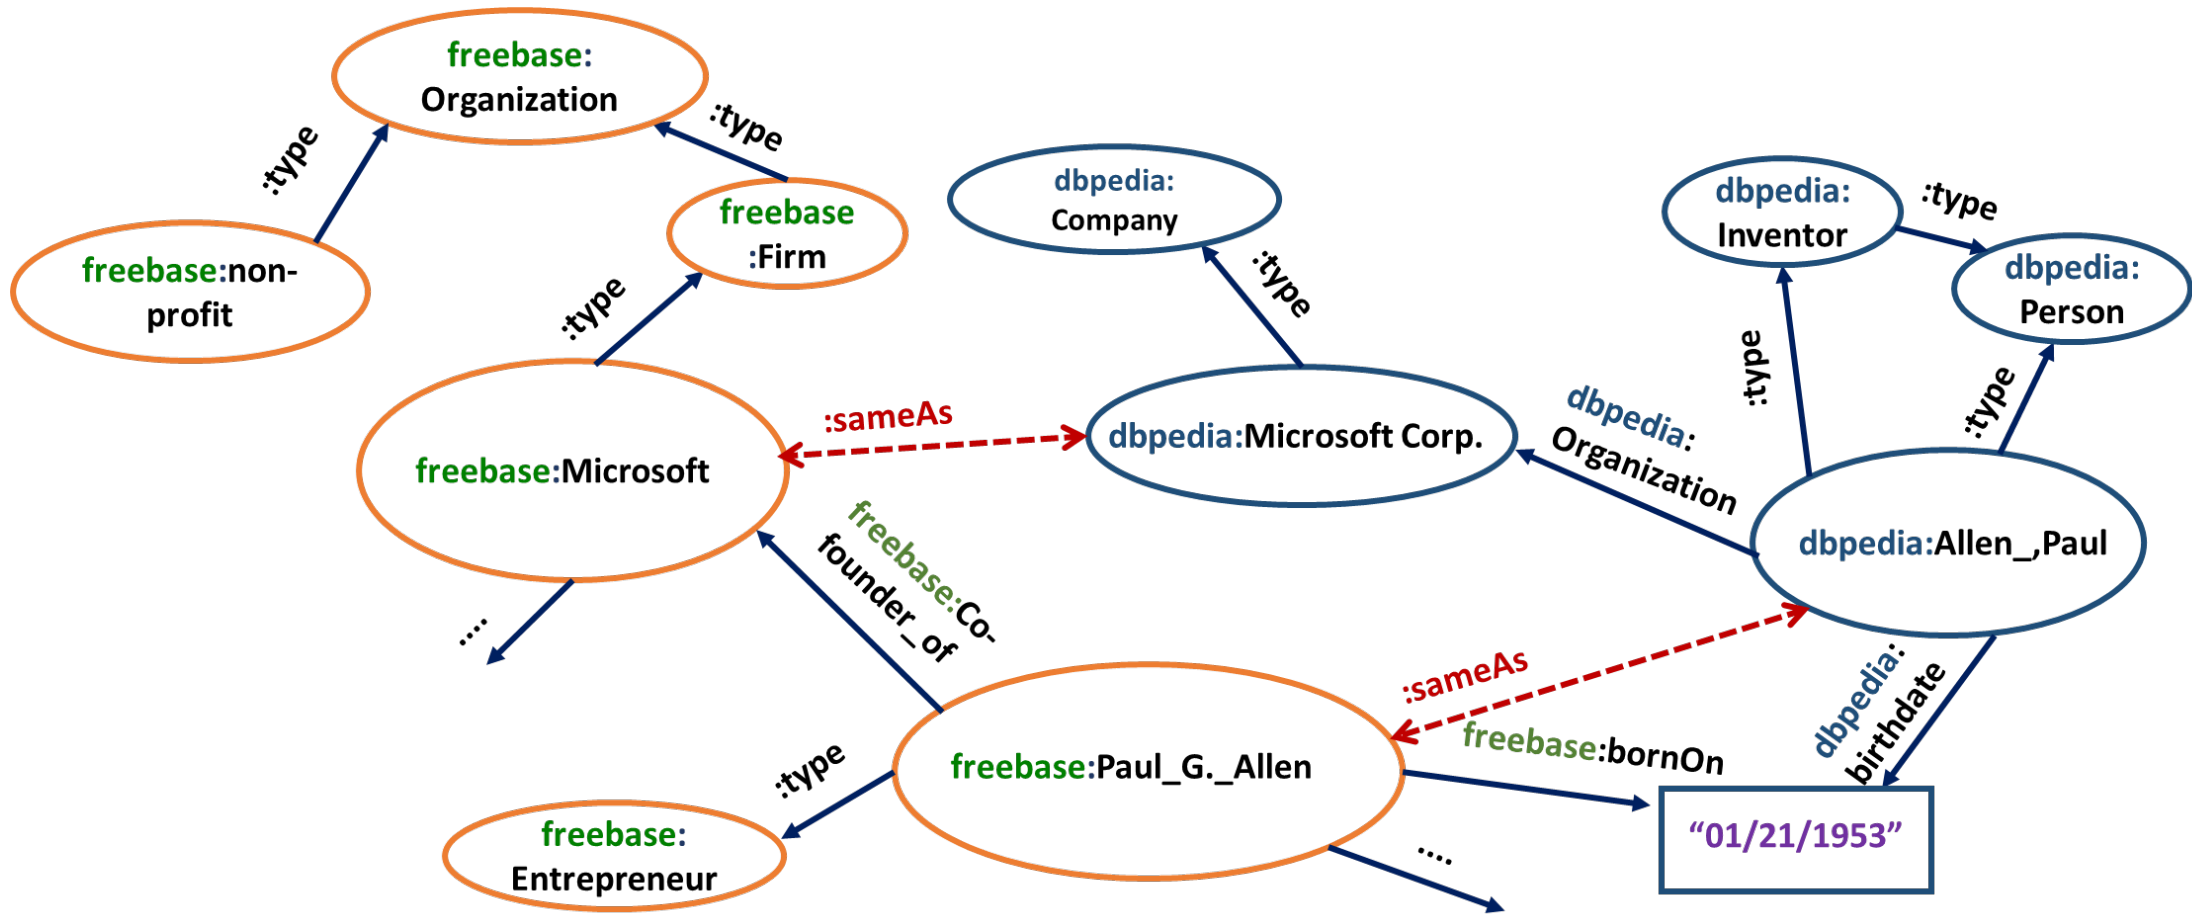 freebase:
Organization
:type
:type
freebase:non-
profit
freebase
:Firm
:type
dbpedia:
Company
:type
dbpedia:
Inventor
:type
dbpedia:
Person
:type
:type
freebase:Microsoft
:sameAs
dbpedia:Microsoft Corp.
dbpedia:
Organization
dbpedia:Allen_,Paul
....
freebase:Co-
founder_of
:sameAs
dbpedia:
birthdate
:type
freebase:Paul_G._Allen
freebase:bornOn
“01/21/1953”
freebase:
Entrepreneur
....